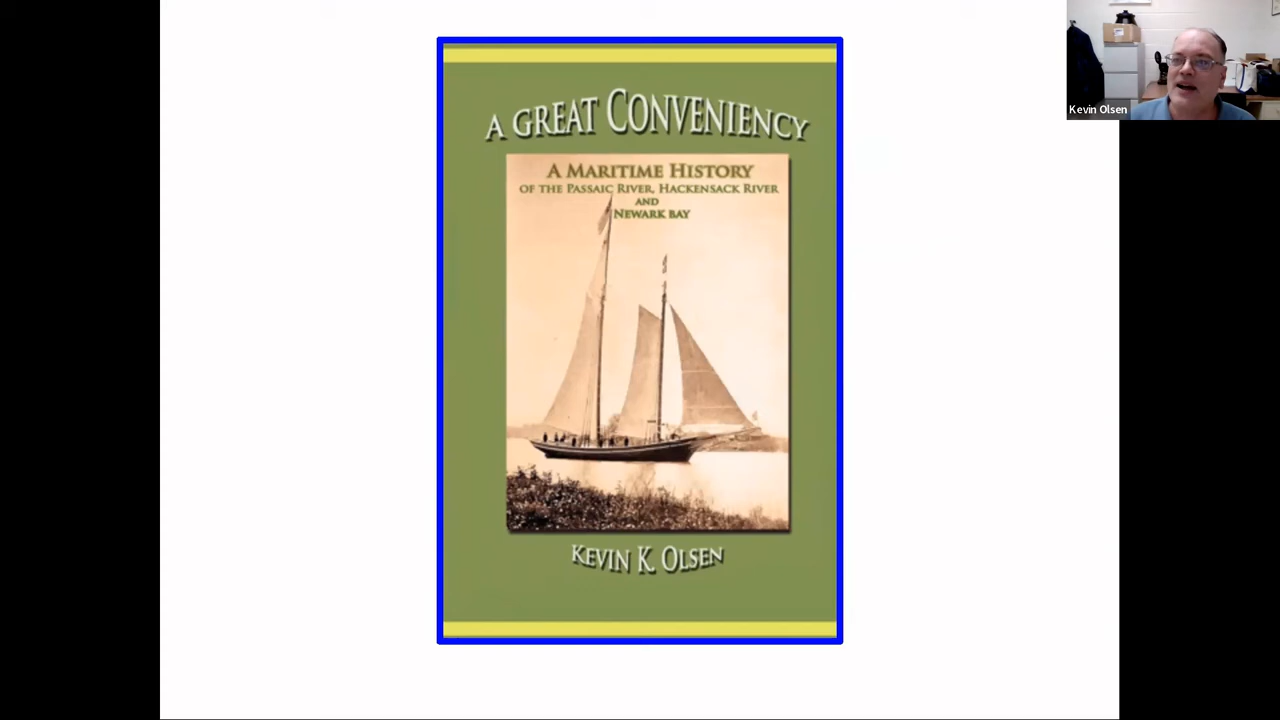 A GREAT CONVENIENCY
A MARITIME HISTORY
OF THE PASSAIC RIVER, HACKENSACK RIVER
AND
NEWARK BAY
KEVIN K. OLSEN
Kevin Olsen